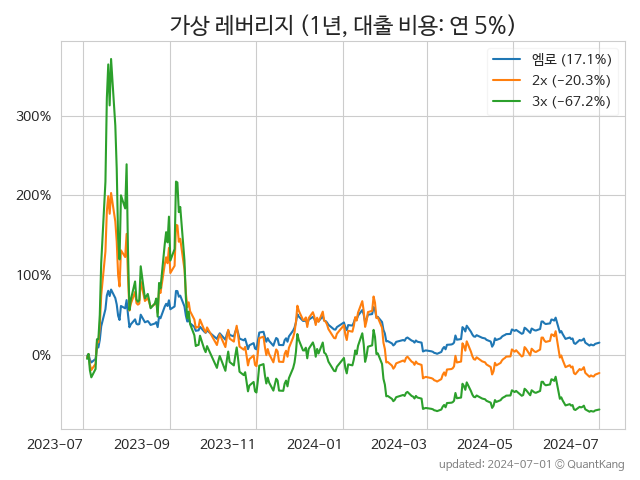 가상 레버리지 (1년, 대출 비용: 연 5%)
엠로 (17.1%)
2x (−20.3%)
3x (−67.2%)
300%
200%
100%
0%
2023-07 2023-09 2023-11 2024-01 2024-03 2024-05 2024-07
updated: 2024-07-01 © QuantKang